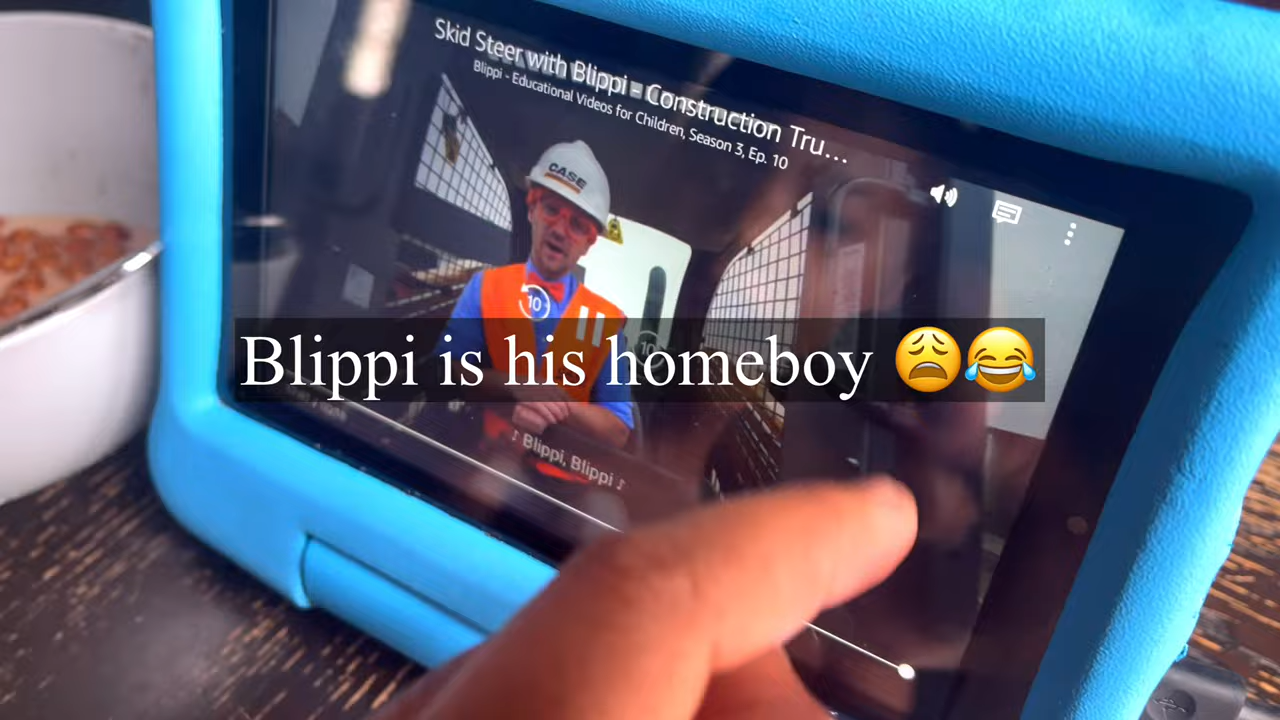 Skid Steer with Blippi - Construction Tru...
Blippi - Educational Videos for Children, Season 3, Ep. 10
CASE
10
10
Blippi is his homeboy 😩😂
♪ Blippi, Blippi ♪